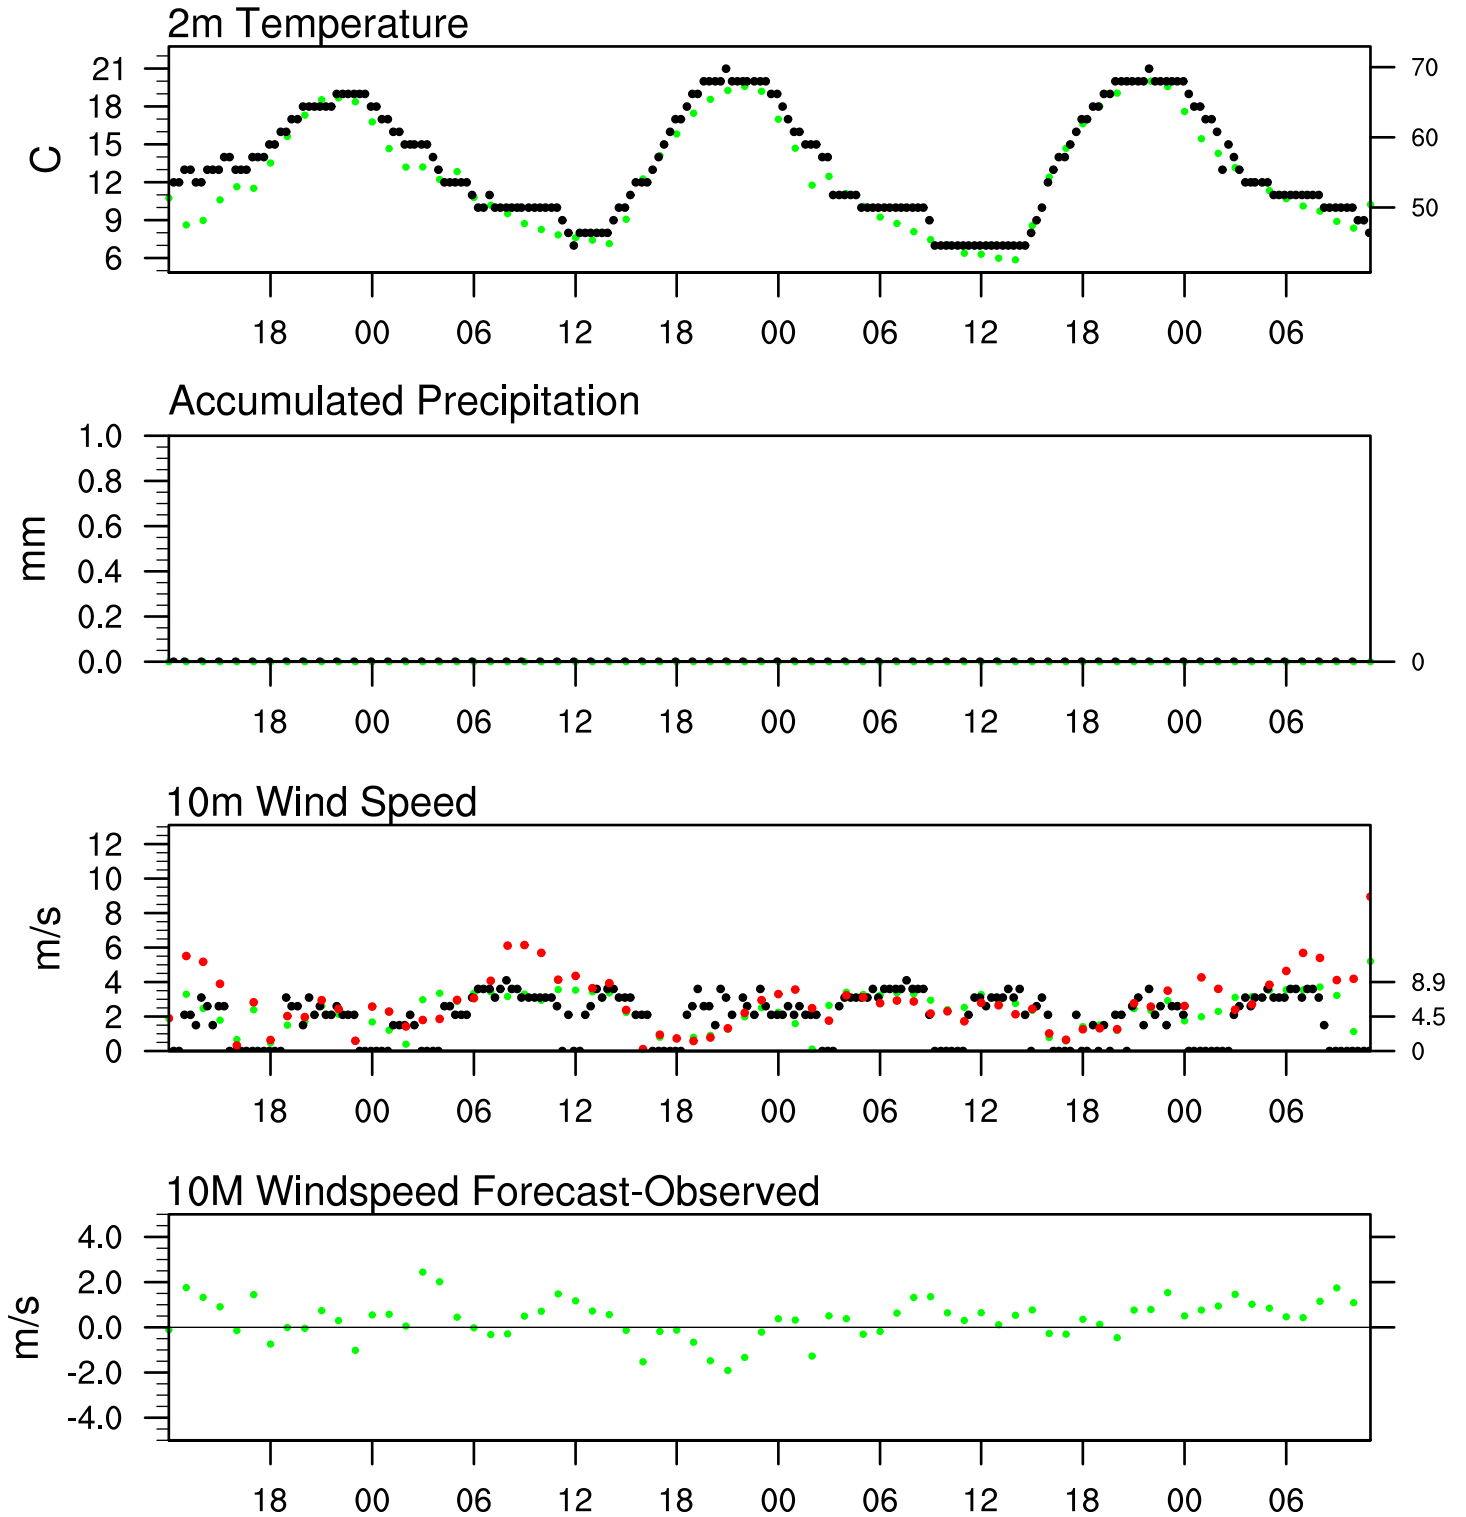 2m Temperature
21
18
15
12
9
6
C
70
60
50
18 00 06 12 18 00 06 12 18 00 06
Accumulated Precipitation
1.0
0.8
0.6
0.4
0.2
0.0
mm
0
18 00 06 12 18 00 06 12 18 00 06
10m Wind Speed
12
10
8
6
4
2
0
m/s
8.9
4.5
0
18 00 06 12 18 00 06 12 18 00 06
10M Windspeed Forecast-Observed
4.0
2.0
0.0
-2.0
-4.0
m/s
18 00 06 12 18 00 06 12 18 00 06